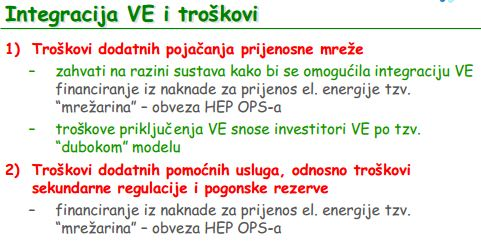 Integracija VE i troškovi
1) Troškovi dodatnih pojačanja prijenosne mreže
– zahvati na razini sustava kako bi se omogućila integraciju VE
financiranje iz naknade za prijenos el. energije tzv.
“mrežarina” – obveza HEP OPS-a
– troškove priključenja VE snose investitori VE po tzv.
“dubokom” modelu
2) Troškovi dodatnih pomoćnih usluga, odnosno troškovi
sekundarne regulacije i pogonske rezerve
– financiranje iz naknade za prijenos el. energije tzv.
“mrežarina” – obveza HEP OPS-a